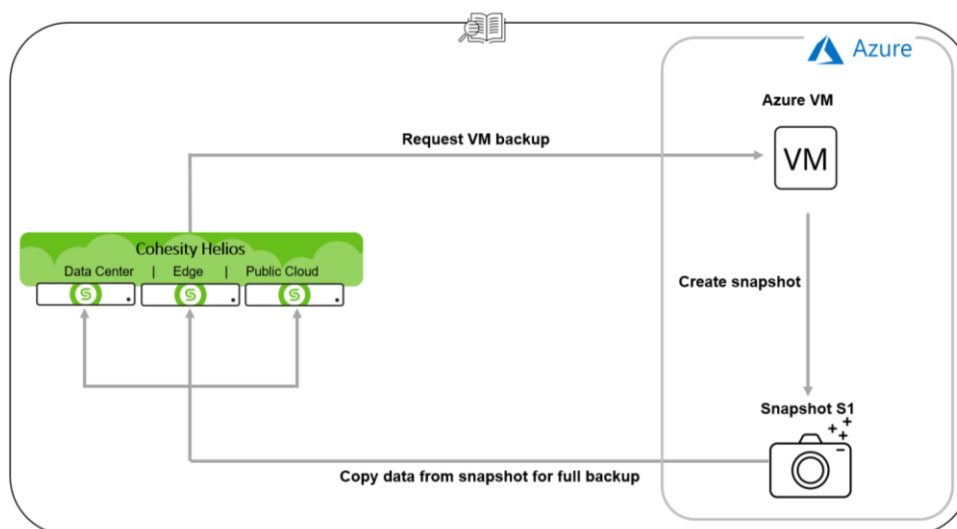 Azure
Azure VM
Request VM backup
VM
Cohesity Helios
Data Center | Edge | Public Cloud
Create snapshot
Snapshot S1
Copy data from snapshot for full backup